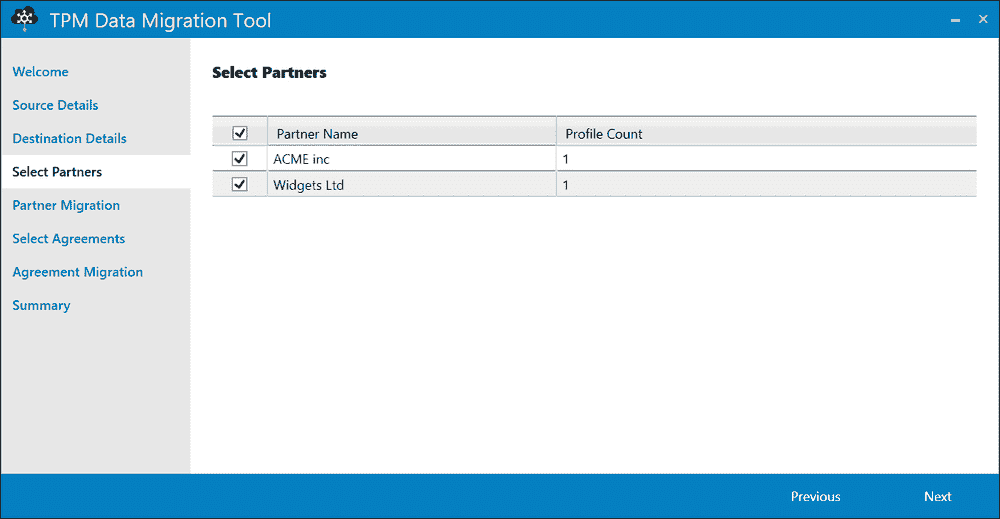 TPM Data Migration Tool
Welcome
Source Details
Destination Details
Select Partners
Partner Migration
Select Agreements
Agreement Migration
Summary
Select Partners
Partner Name Profile Count
ACME inc 1
Widgets Ltd 1
Previous Next